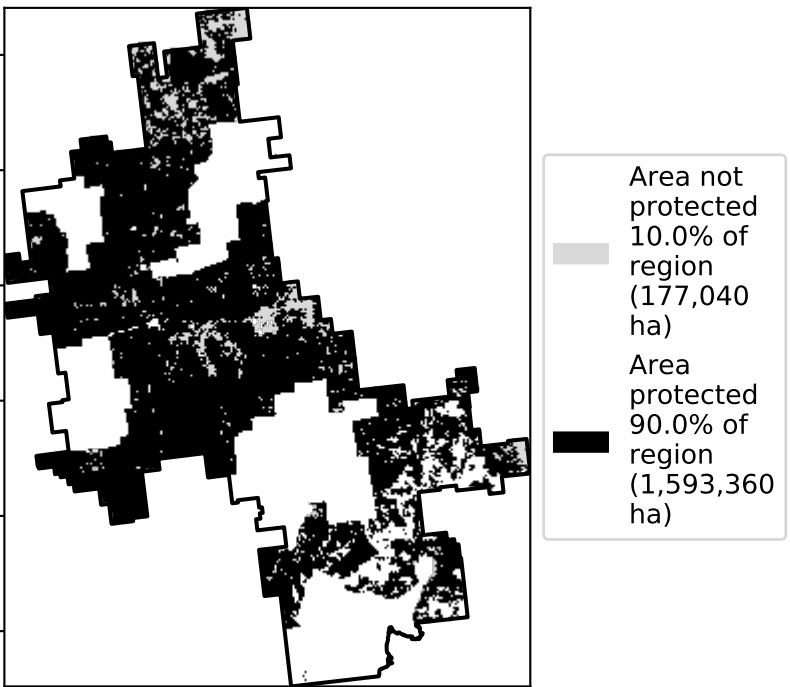 Area not
protected
10.0% of
region
(177,040
ha)
Area
protected
90.0% of
region
(1,593,360
ha)